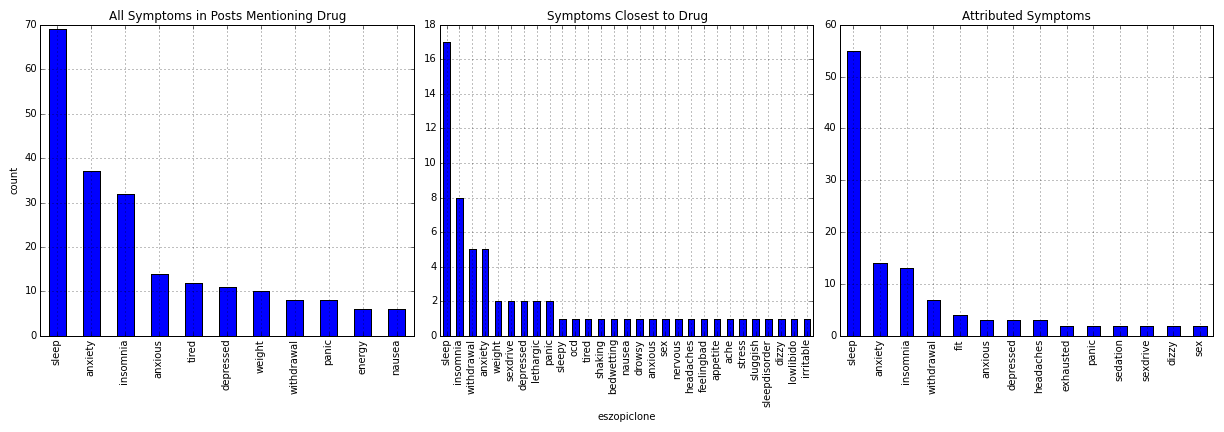 All Symptoms in Posts Mentioning Drug
70
60
50
40
30
20
10
0
count
sleep
anxiety
insomnia
anxious
tired
depressed
weight
withdrawal
panic
energy
nausea
Symptoms Closest to Drug
18
16
14
12
10
8
6
4
2
0
sleep
insomnia
withdrawal
anxiety
weight
sexdrive
depressed
lethargic
panic
sleepy
ocd
tired
shaking
bedwetting
nausea
drowsy
anxious
sex
nervous
headaches
feelingbad
appetite
ache
stress
sluggish
sleepdisorder
dizzy
lowlibido
irritable
eszopiclone
Attributed Symptoms
60
50
40
30
20
10
0
sleep
anxiety
insomnia
withdrawal
fit
anxious
depressed
headaches
exhausted
panic
sedation
sexdrive
dizzy
sex